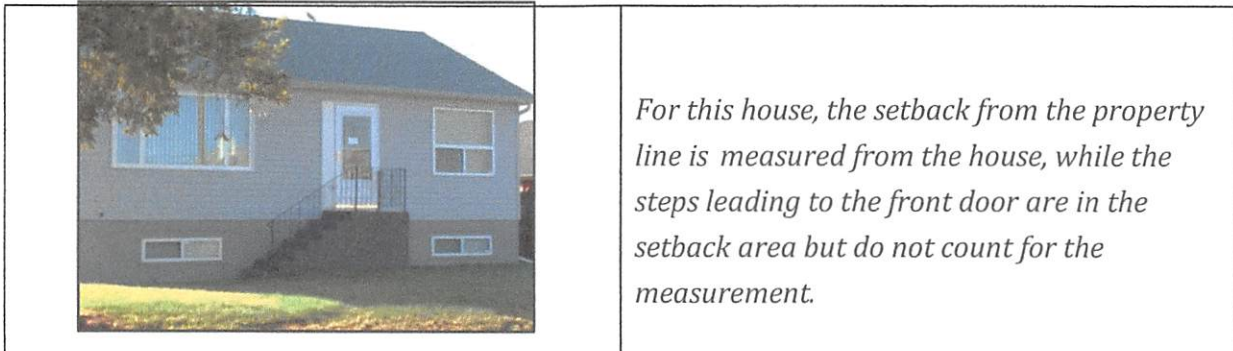 For this house, the setback from the property
line is measured from the house, while the
steps leading to the front door are in the
setback area but do not count for the
measurement.